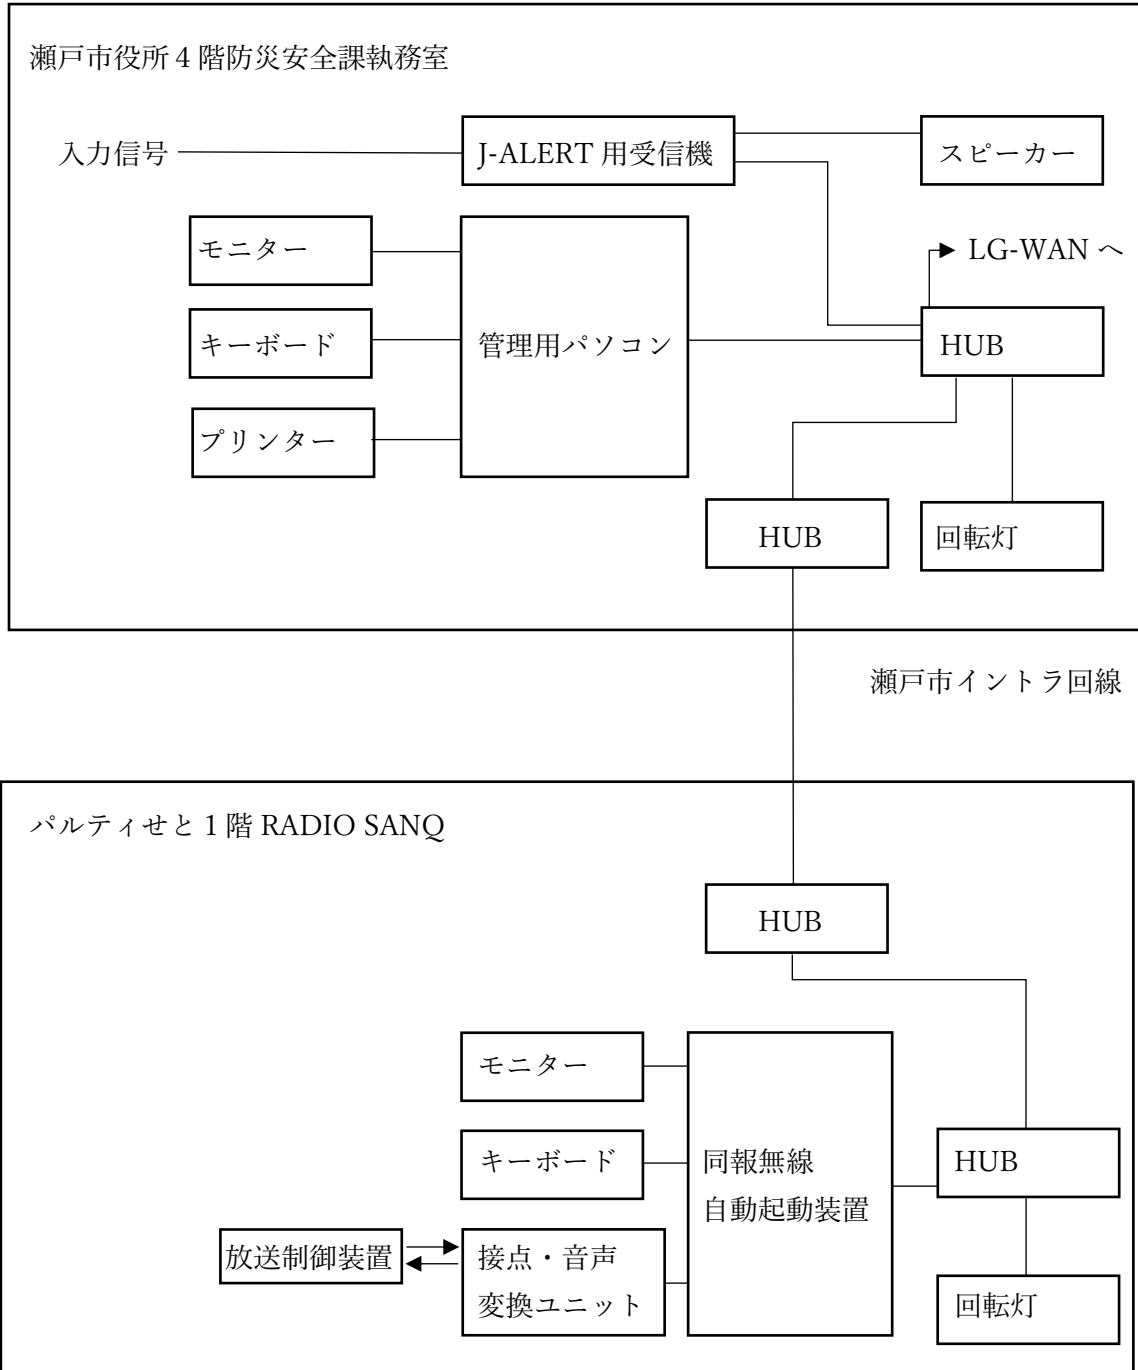 瀬戸市役所4階防災安全課執務室
入力信号
J-ALERT 用受信機
スピーカー
モニター
LG-WAN へ
キーボード
管理用パソコン
HUB
プリンター
HUB
回転灯
瀬戸市イントラ回線
パルティせと1階 RADIO SANQ
HUB
モニター
キーボード
同報無線
自動起動装置
HUB
放送制御装置
接点・音声
変換ユニット
回転灯